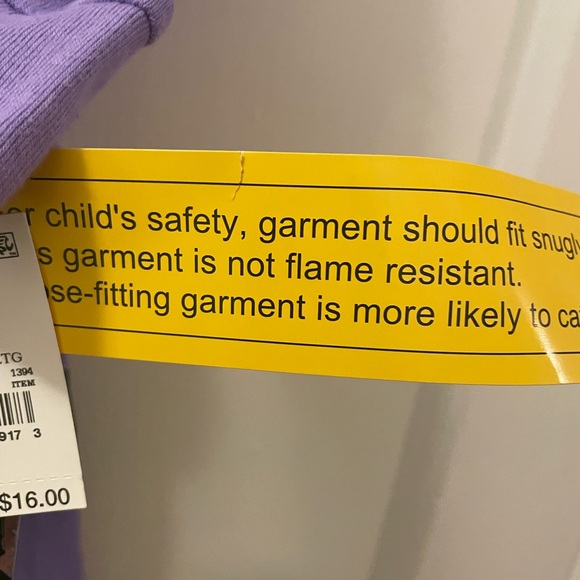 child's safety, garment should fit snugly
garment is not flame resistant.
se-fitting garment is more likely to ca
TG
1394
ITEM
917 3
$16.00